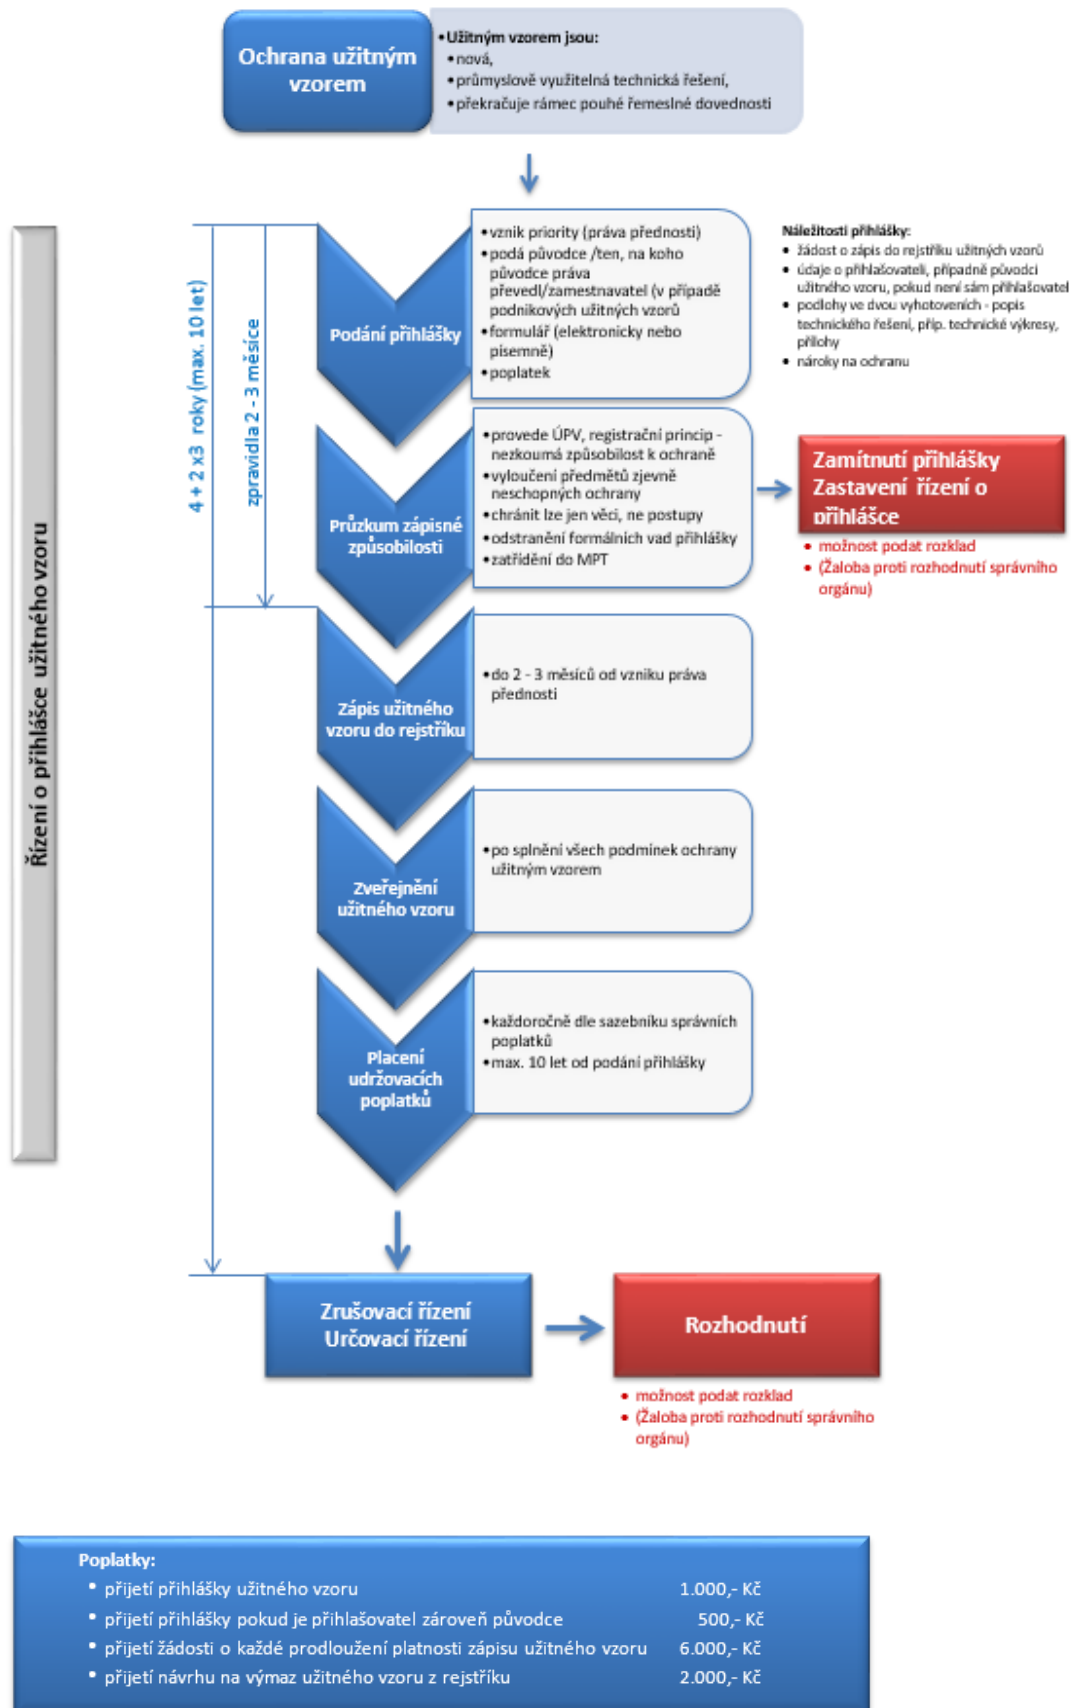 Ochrana užitným
vzorem
•Užitným vzorem jsou:
•nová,
•průmyslově využitelná technická řešení,
•překračuje rámec pouhé řemeslné dovednosti
Řízení o přihlášce užitného vzoru
4 + 2 x3 roky (max. 10 let)
zpravidla 2 - 3 měsíce
Podání přihlášky
•vznik priority (práva přednosti)
•podá původce /ten, na koho
původce práva
převedl/zamestnavatel (v případě
podnikových užitných vzorů
•formulář (elektronicky nebo
písemně)
•poplatek
Náležitosti přihlášky:
• žádost o zápis do rejstříku užitných vzorů
• údaje o přihlašovateli, případně původci
užitného vzoru, pokud není sám přihlašovatel
• podlohy ve dvou vyhotoveních - popis
technického řešení, příp. technické výkresy,
přílohy
• nároky na ochranu
Průzkum zápisné
způsobilosti
•provede ÚPV, registrační princip -
nezkoumá způsobilost k ochraně
•vyloučení předmětů zjevně
neschopných ochrany
•chránit lze jen věci, ne postupy
•odstranění formálních vad přihlášky
•zatřídění do MPT
Zamítnutí přihlášky
Zastavení řízení o
přihlášce
• možnost podat rozklad
• (Žaloba proti rozhodnutí správního
orgánu)
Zápis užitného
vzoru do rejstříku
•do 2 - 3 měsíců od vzniku práva
přednosti
Zveřejnění
užitného vzoru
•po splnění všech podmínek ochrany
užitným vzorem
Placení
udržovacích
poplatků
•každoročně dle sazebníku správních
poplatků
•max. 10 let od podání přihlášky
Zrušovací řízení
Určovací řízení
Rozhodnutí
• možnost podat rozklad
• (Žaloba proti rozhodnutí správního
orgánu)
Poplatky:
• přijetí přihlášky užitného vzoru 1.000,- Kč
• přijetí přihlášky pokud je přihlašovatel zároveň původce 500,- Kč
• přijetí žádosti o každé prodloužení platnosti zápisu užitného vzoru 6.000,- Kč
• přijetí návrhu na výmaz užitného vzoru z rejstříku 2.000,- Kč